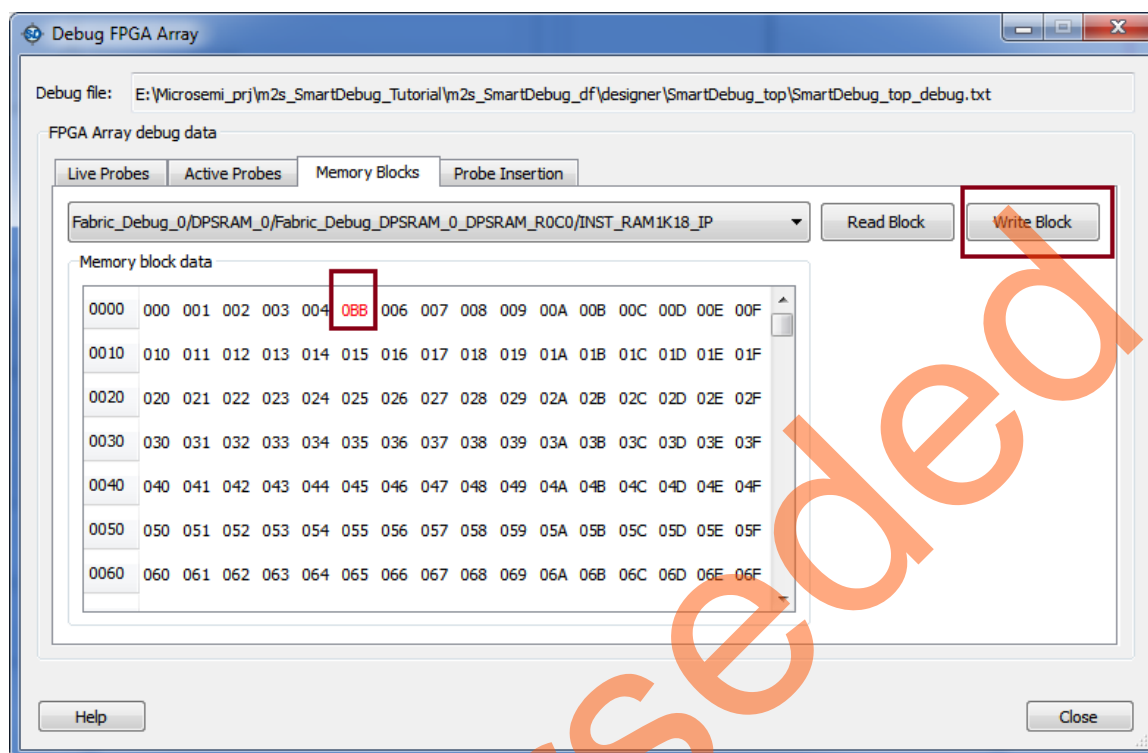 Debug FPGA Array
Debug file: E:\Microsemi_prj\m2s_SmartDebug_Tutorial\m2s_SmartDebug_df\designer\SmartDebug_top\SmartDebug_top_debug.txt
FPGA Array debug data
Live Probes Active Probes Memory Blocks Probe Insertion
Fabric_Debug_0/DPSRAM_0/Fabric_Debug_DPSRAM_0_DPSRAM_R0C0/INST_RAM1K18_IP Read Block Write Block
Memory block data
0000 000 001 002 003 004 0BB 006 007 008 009 00A 00B 00C 00D 00E 00F
0010 010 011 012 013 014 015 016 017 018 019 01A 01B 01C 01D 01E 01F
0020 020 021 022 023 024 025 026 027 028 029 02A 02B 02C 02D 02E 02F
0030 030 031 032 033 034 035 036 037 038 039 03A 03B 03C 03D 03E 03F
0040 040 041 042 043 044 045 046 047 048 049 04A 04B 04C 04D 04E 04F
0050 050 051 052 053 054 055 056 057 058 059 05A 05B 05C 05D 05E 05F
0060 060 061 062 063 064 065 066 067 068 069 06A 06B 06C 06D 06E 06F
Help Close
seded